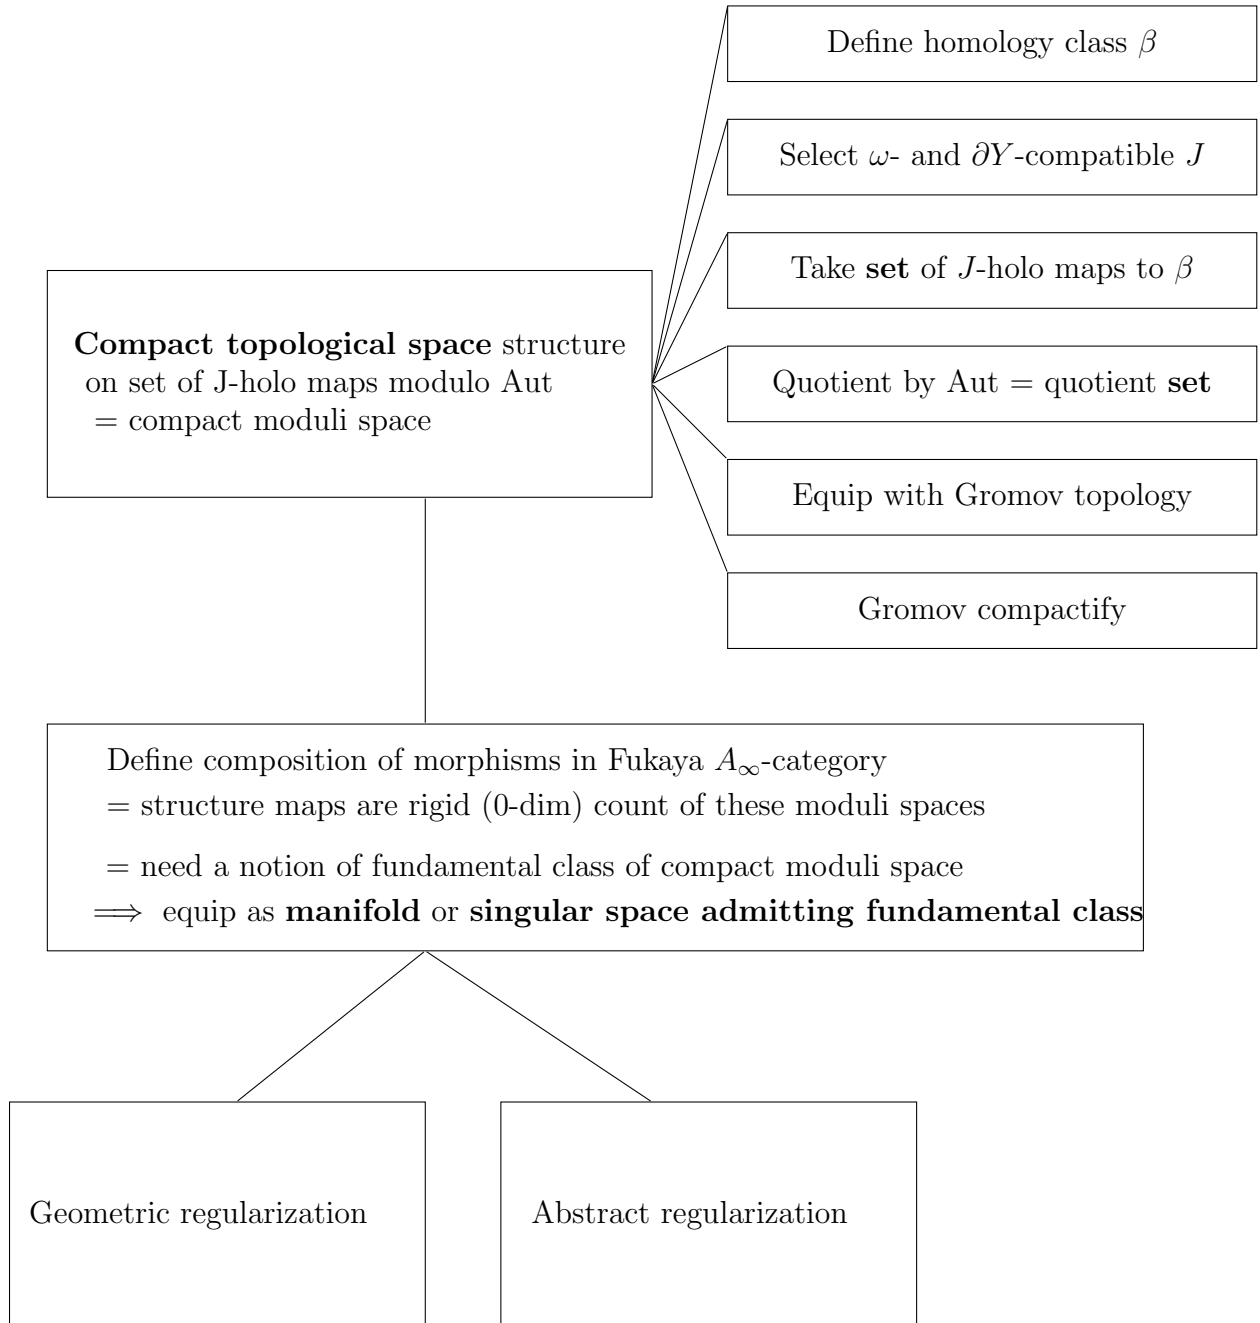 Define homology class β
Select ω- and ∂Y-compatible J
Take set of J-holo maps to β
Quotient by Aut = quotient set
Equip with Gromov topology
Gromov compactify
Compact topological space structure
on set of J-holo maps modulo Aut
= compact moduli space
Define composition of morphisms in Fukaya A∞-category
= structure maps are rigid (0-dim) count of these moduli spaces
= need a notion of fundamental class of compact moduli space
⟹ equip as manifold or singular space admitting fundamental class
Geometric regularization
Abstract regularization